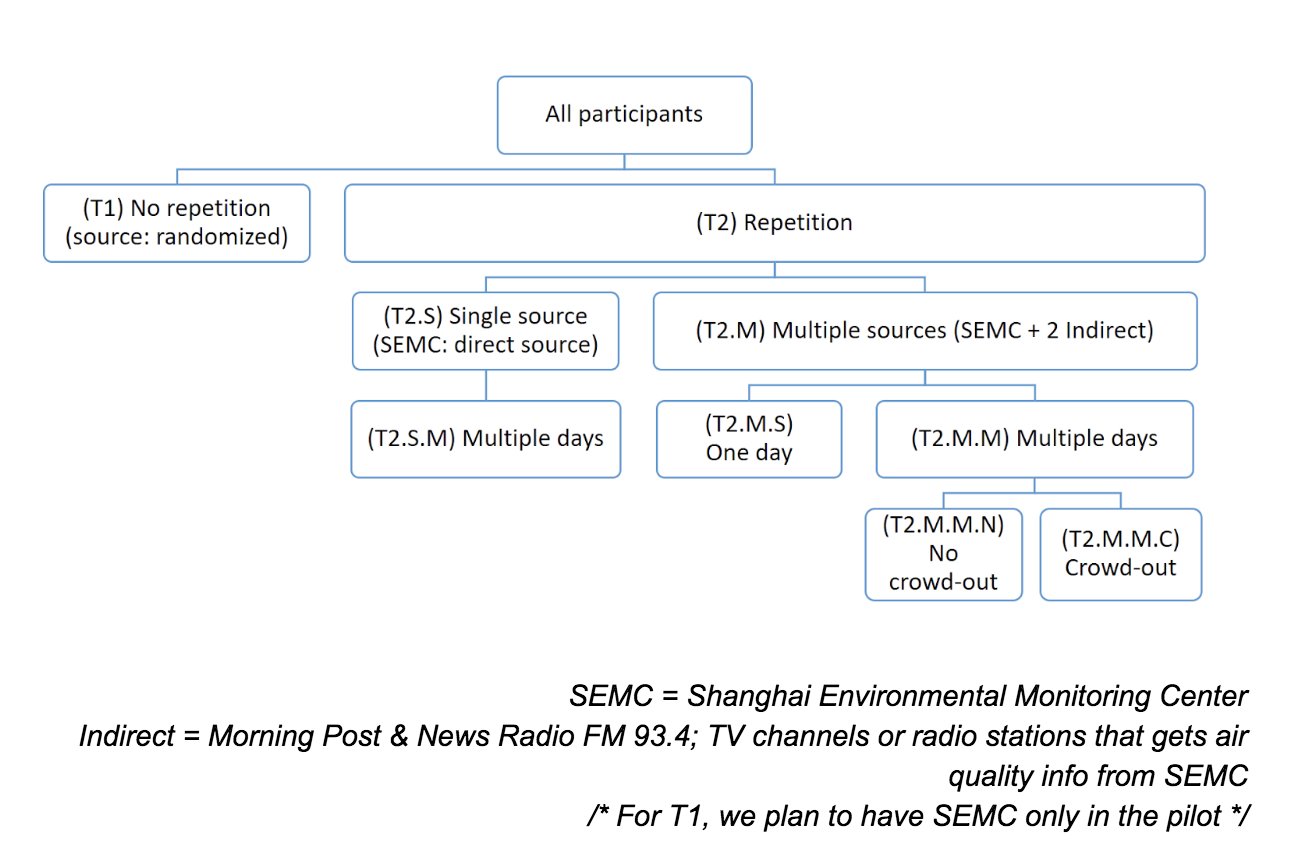 All participants
(T1) No repetition
(source: randomized)
(T2) Repetition
(T2.S) Single source
(SEMC: direct source)
(T2.M) Multiple sources (SEMC + 2 Indirect)
(T2.S.M) Multiple days
(T2.M.S)
One day
(T2.M.M) Multiple days
(T2.M.M.N)
No
crowd-out
(T2.M.M.C)
Crowd-out
SEMC = Shanghai Environmental Monitoring Center
Indirect = Morning Post & News Radio FM 93.4; TV channels or radio stations that gets air
quality info from SEMC
/* For T1, we plan to have SEMC only in the pilot */